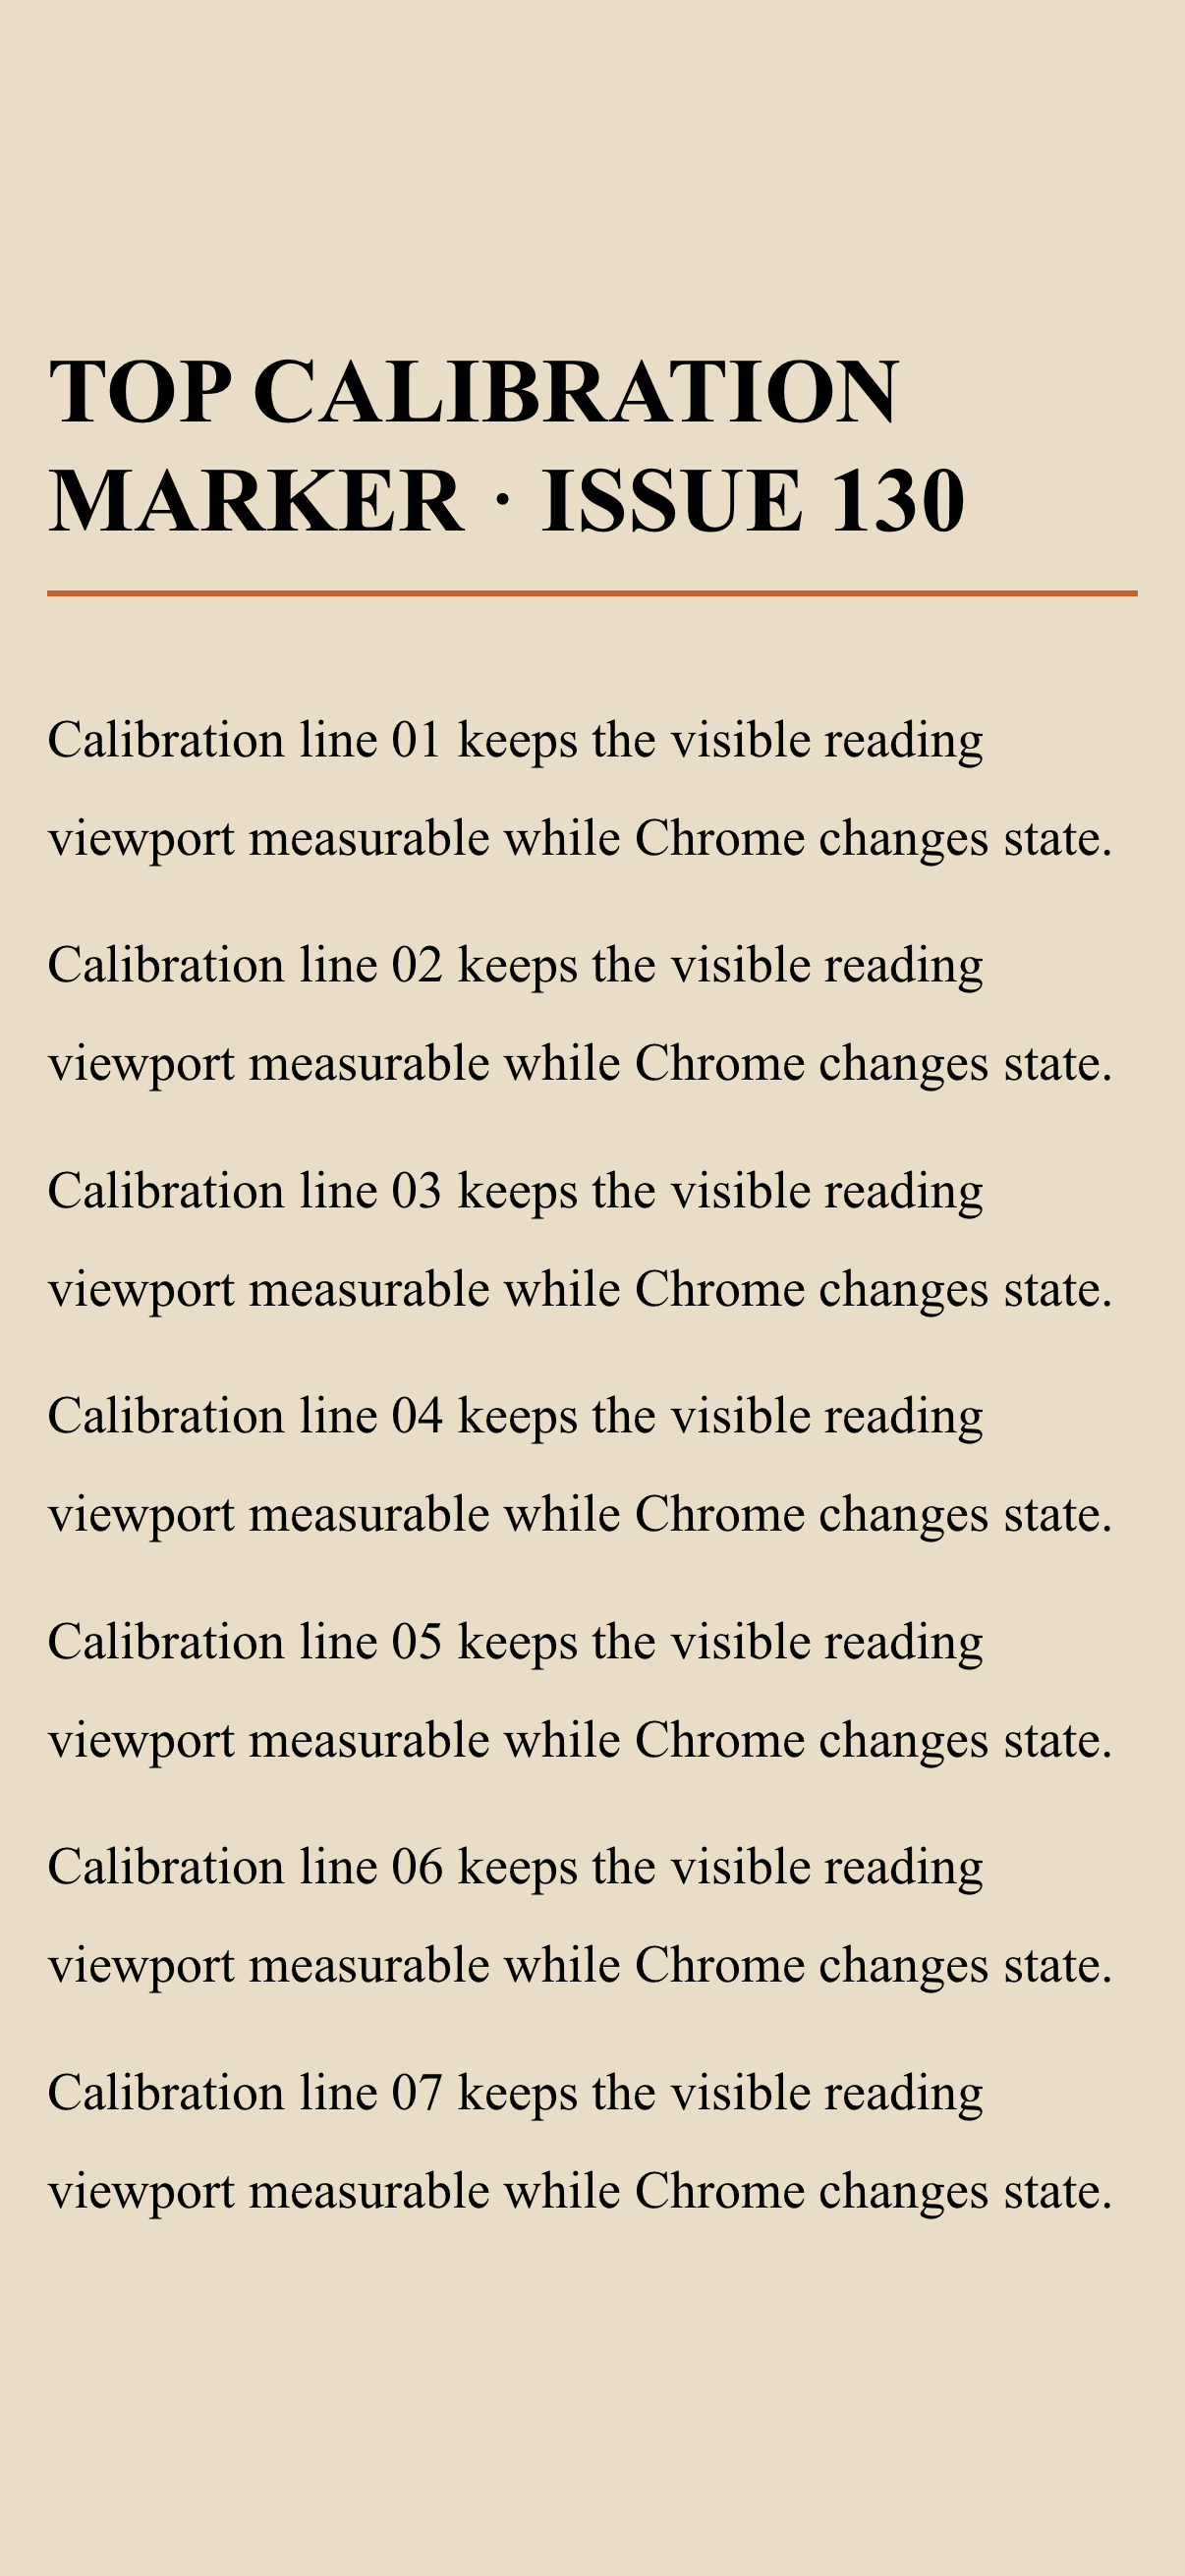 TOP CALIBRATION
MARKER · ISSUE 130
Calibration line 01 keeps the visible reading
viewport measurable while Chrome changes state.
Calibration line 02 keeps the visible reading
viewport measurable while Chrome changes state.
Calibration line 03 keeps the visible reading
viewport measurable while Chrome changes state.
Calibration line 04 keeps the visible reading
viewport measurable while Chrome changes state.
Calibration line 05 keeps the visible reading
viewport measurable while Chrome changes state.
Calibration line 06 keeps the visible reading
viewport measurable while Chrome changes state.
Calibration line 07 keeps the visible reading
viewport measurable while Chrome changes state.